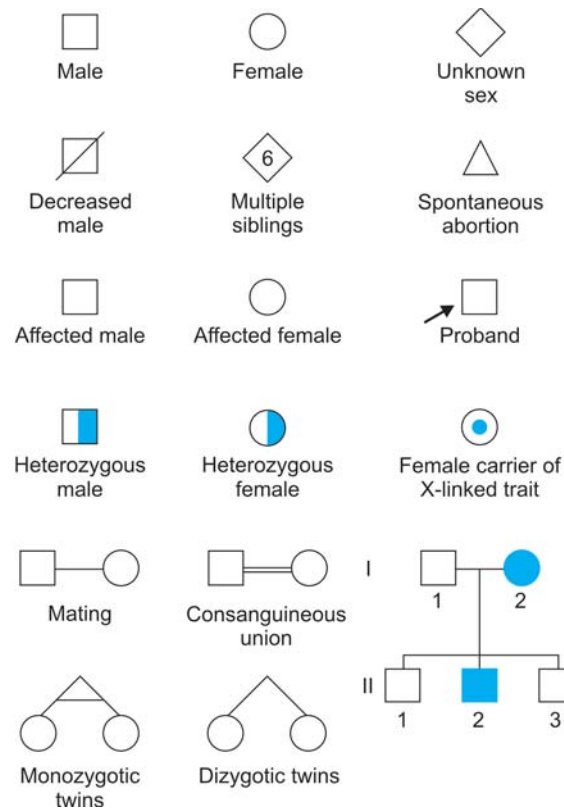 Male
Female
Unknown
sex
Decreased
male
6
Multiple
siblings
Spontaneous
abortion
Affected male
Affected female
Proband
Heterozygous
male
Heterozygous
female
Female carrier of
X-linked trait
Mating
Consanguineous
union
I
1 2
II
1 2 3
Monozygotic
twins
Dizygotic twins